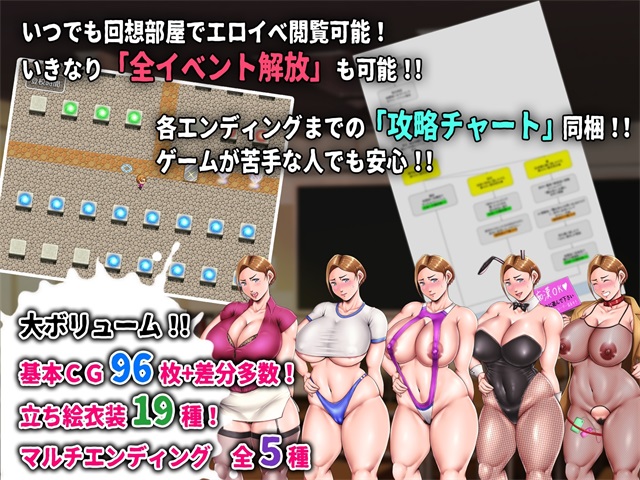 いつでも回想部屋でエロイベ閲覧可能！
いきなり「全イベント解放」も可能!!
各エンディングまでの「攻略チャート」同梱!!
ゲームが苦手な人でも安心!!
大ボリューム!!
基本CG96枚+差分多数！
立ち絵衣装19種！
マルチエンディング 全5種